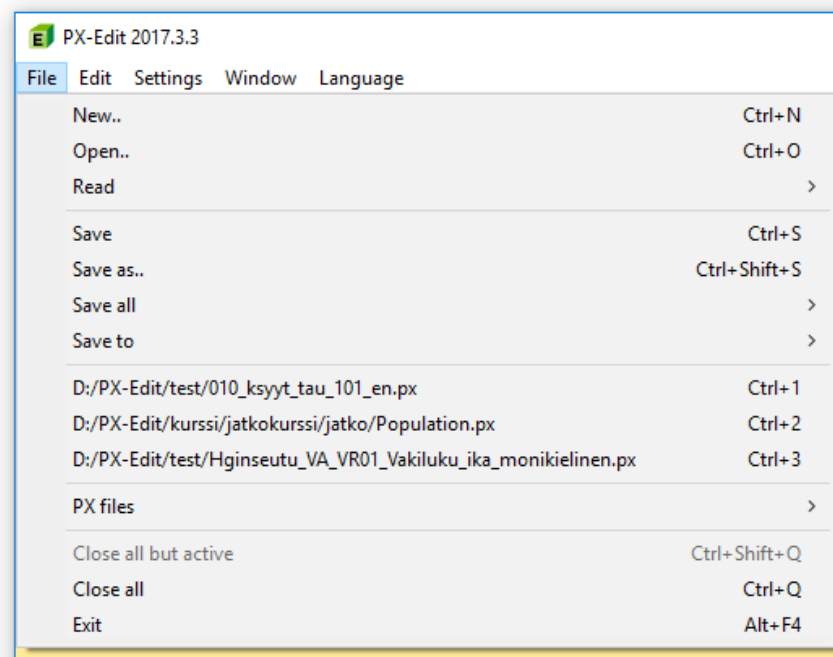 PX-Edit 2017.3.3
File Edit Settings Window Language
New.. Ctrl+N
Open.. Ctrl+O
Read
Save Ctrl+S
Save as.. Ctrl+Shift+S
Save all
Save to
D:/PX-Edit/test/010_ksyyt_tau_101_en.px Ctrl+1
D:/PX-Edit/kurssi/jatkokurssi/jatko/Population.px Ctrl+2
D:/PX-Edit/test/Hginseutu_VA_VR01_Vakiluku_ika_monikielinen.px Ctrl+3
PX files
Close all but active Ctrl+Shift+Q
Close all Ctrl+Q
Exit Alt+F4